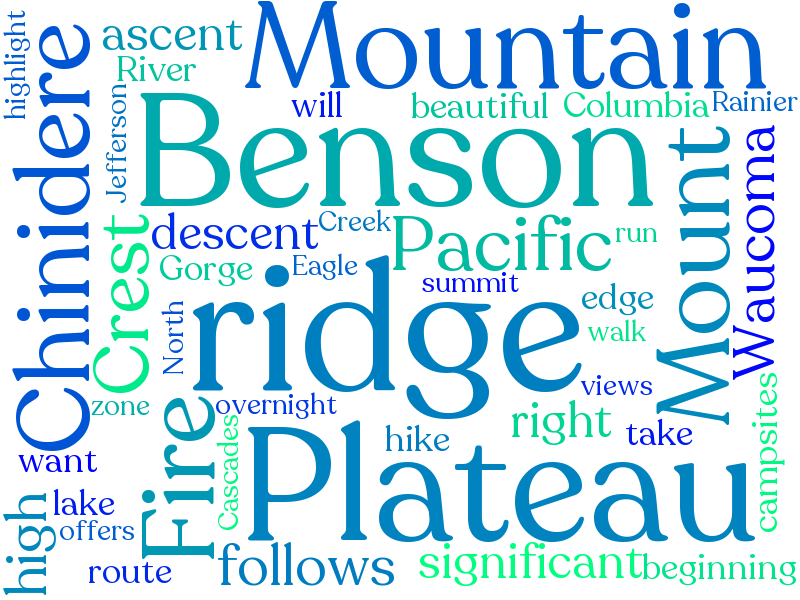 highlight
ascent
Mountain
River
Chinidere
Jefferson
will
beautiful
Columbia
Rainier
Benson
Mount
Waucoma
Crest
descent
Creek
Pacific
run
Gorge
Eagle
summit
ridge
edge
North
walk
views
zone
overnight
Fire
Cascades
right
hike
take
campsites
want
Plateau
high
lake
offers
route
follows
significant
beginning